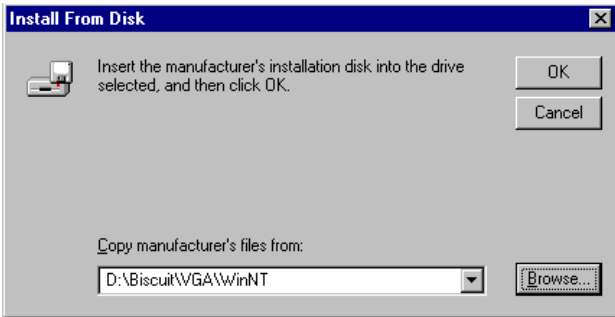 Install From Disk
Insert the manufacturer's installation disk into the drive
selected, and then click OK.
OK
Cancel
Copy manufacturer's files from:
D:\Biscuit\VGA\WinNT
Browse...